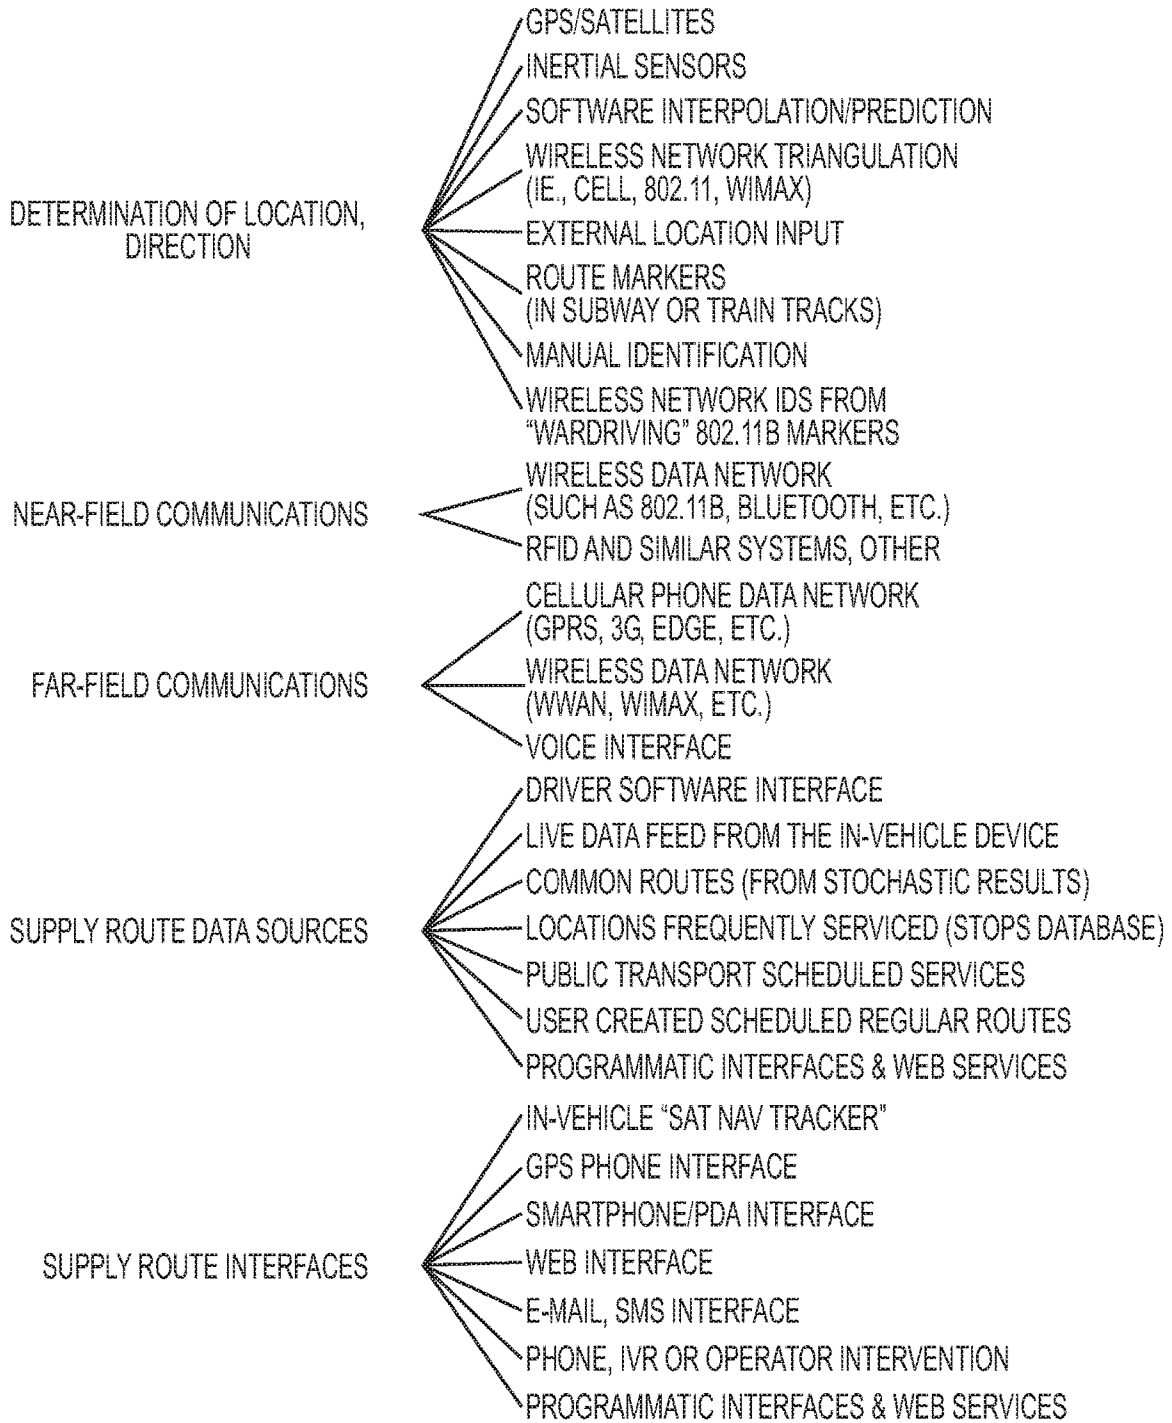 DETERMINATION OF LOCATION,
DIRECTION
GPS/SATELLITES
INERTIAL SENSORS
SOFTWARE INTERPOLATION/PREDICTION
WIRELESS NETWORK TRIANGULATION
(IE., CELL, 802.11, WIMAX)
EXTERNAL LOCATION INPUT
ROUTE MARKERS
(IN SUBWAY OR TRAIN TRACKS)
MANUAL IDENTIFICATION
WIRELESS NETWORK IDS FROM
“WARDRIVING” 802.11B MARKERS
NEAR-FIELD COMMUNICATIONS
WIRELESS DATA NETWORK
(SUCH AS 802.11B, BLUETOOTH, ETC.)
RFID AND SIMILAR SYSTEMS, OTHER
FAR-FIELD COMMUNICATIONS
CELLULAR PHONE DATA NETWORK
(GPRS, 3G, EDGE, ETC.)
WIRELESS DATA NETWORK
(WWAN, WIMAX, ETC.)
VOICE INTERFACE
SUPPLY ROUTE DATA SOURCES
DRIVER SOFTWARE INTERFACE
LIVE DATA FEED FROM THE IN-VEHICLE DEVICE
COMMON ROUTES (FROM STOCHASTIC RESULTS)
LOCATIONS FREQUENTLY SERVICED (STOPS DATABASE)
PUBLIC TRANSPORT SCHEDULED SERVICES
USER CREATED SCHEDULED REGULAR ROUTES
PROGRAMMATIC INTERFACES & WEB SERVICES
SUPPLY ROUTE INTERFACES
IN-VEHICLE “SAT NAV TRACKER”
GPS PHONE INTERFACE
SMARTPHONE/PDA INTERFACE
WEB INTERFACE
E-MAIL, SMS INTERFACE
PHONE, IVR OR OPERATOR INTERVENTION
PROGRAMMATIC INTERFACES & WEB SERVICES